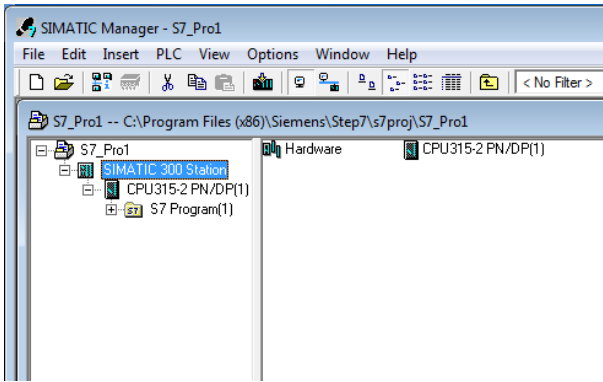 SIMATIC Manager - S7_Pro1
File Edit Insert PLC View Options Window Help
< No Filter >
S7_Pro1 -- C:\Program Files (x86)\Siemens\Step7\s7proj\S7_Pro1
S7_Pro1
SIMATIC 300 Station
CPU315-2 PN/DP(1)
S7 Program(1)
Hardware CPU315-2 PN/DP(1)